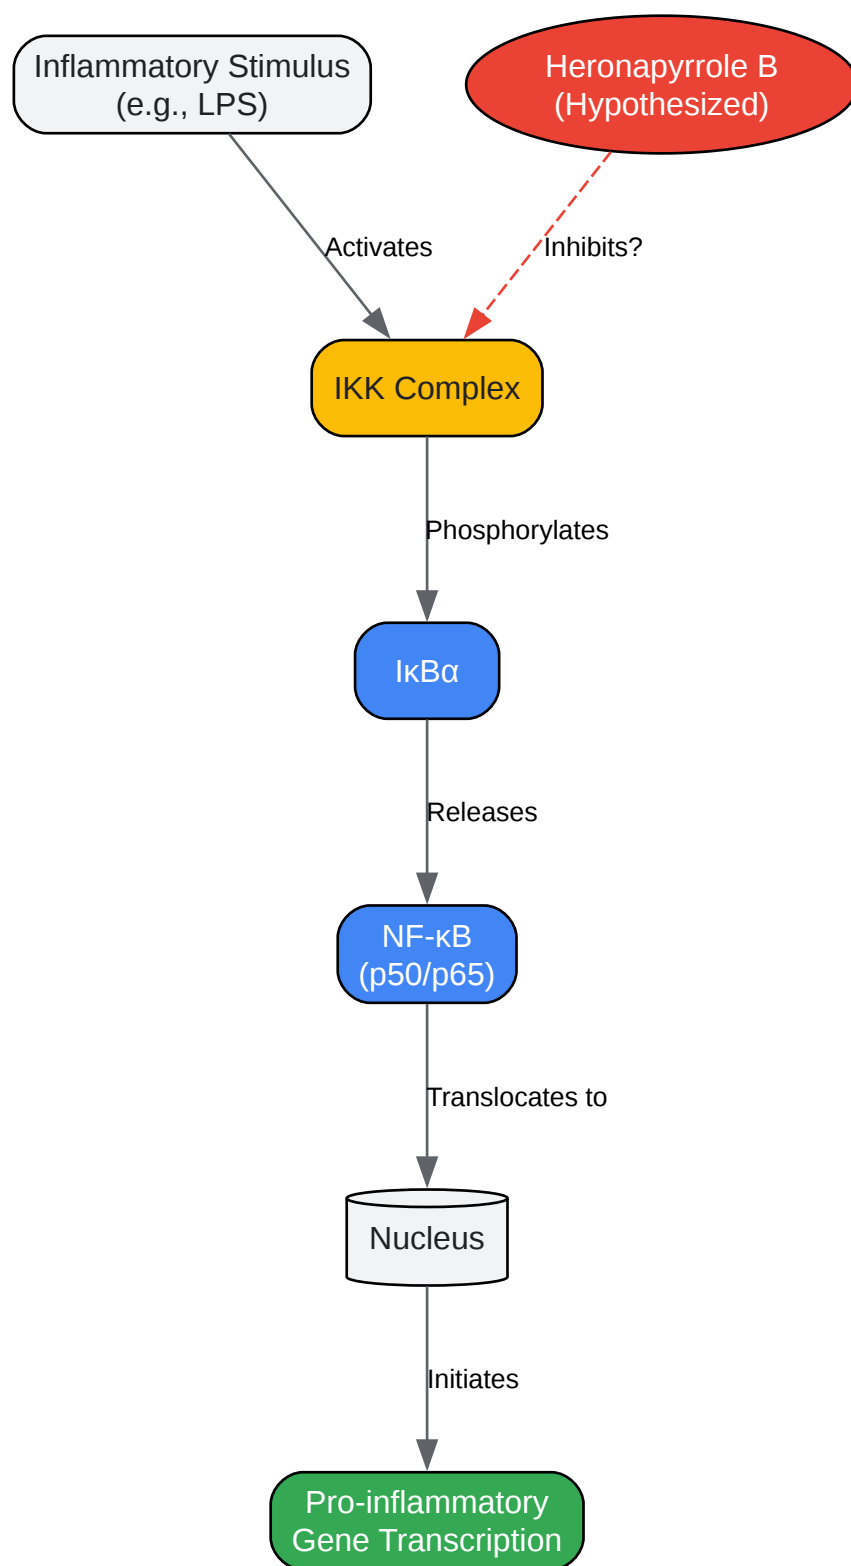 Inflammatory Stimulus
(e.g., LPS)
Heronapyrrole B
(Hypothesized)
Activates
Inhibits?
IKK Complex
Phosphorylates
IκBα
Releases
NF-κB
(p50/p65)
Translocates to
Nucleus
Initiates
Pro-inflammatory
Gene Transcription